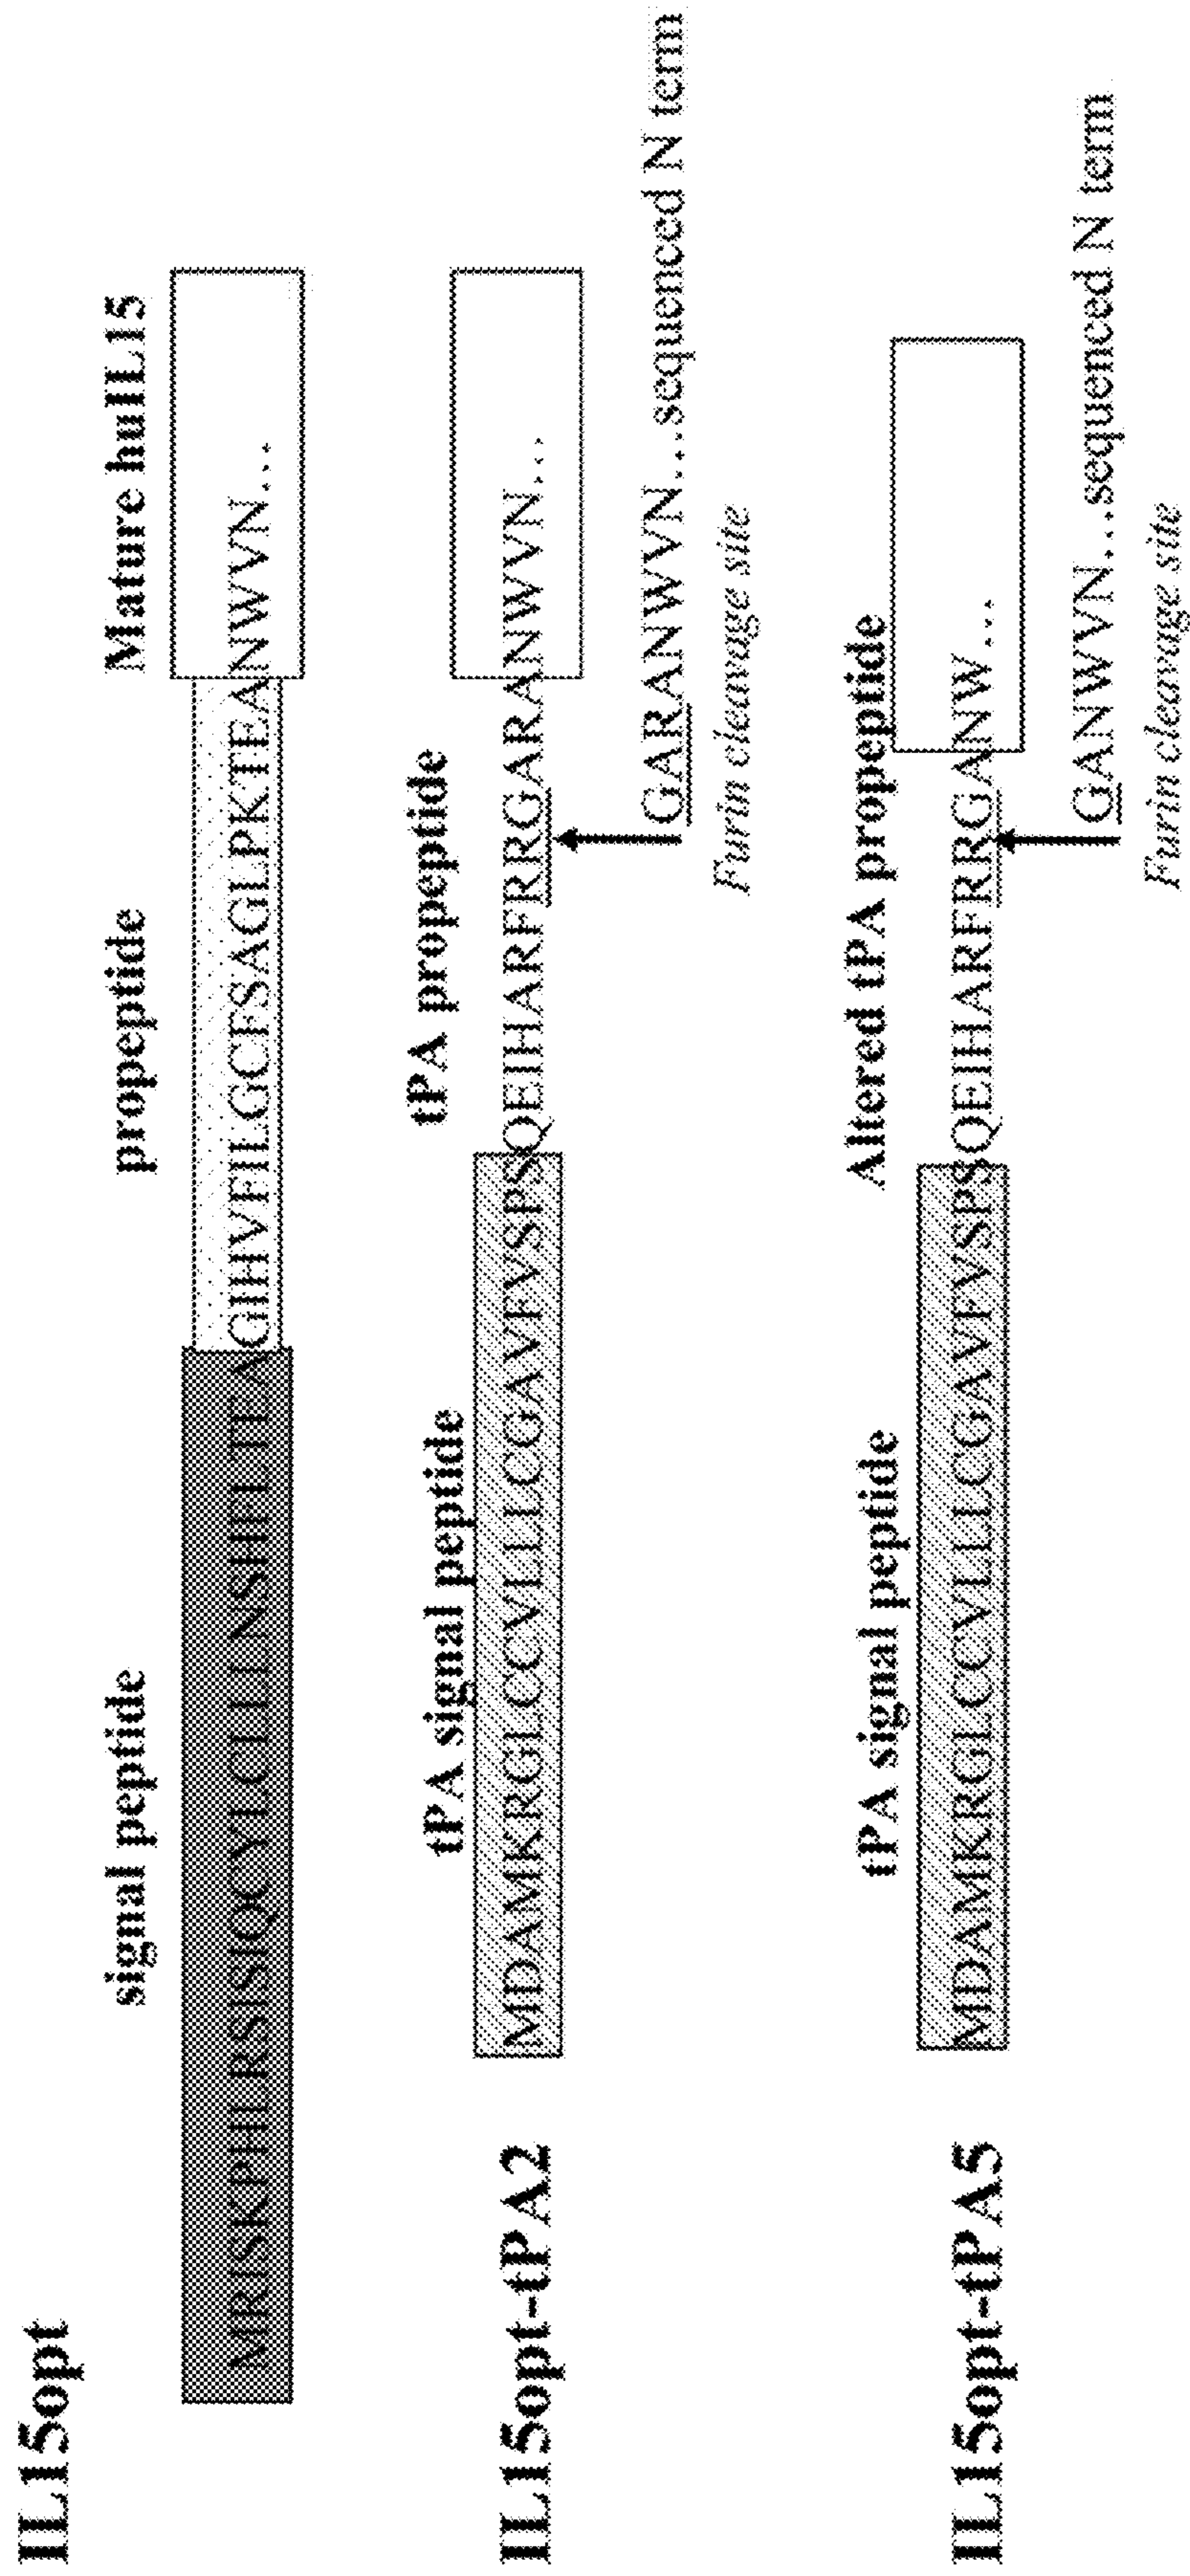 IL15opt
signal peptide propeptide Mature huIL15
MRISKPHLRSISIQCYLCLLLNSHFLTEAGIHVFILGCFSAGLPKTEANWVN...
IL15opt-tPA2
tPA signal peptide tPA propeptide
MDAMKRGLCCVLLLCGAVFVSPSQEIHARFRRGARANWVN...
GARANWVN...sequenced N term
Furin cleavage site
IL15opt-tPA5
tPA signal peptide Altered tPA propeptide
MDAMKRGLCCVLLLCGAVFVSPSQEIHARFRRGANW...
GANWVN...sequenced N term
Furin cleavage site